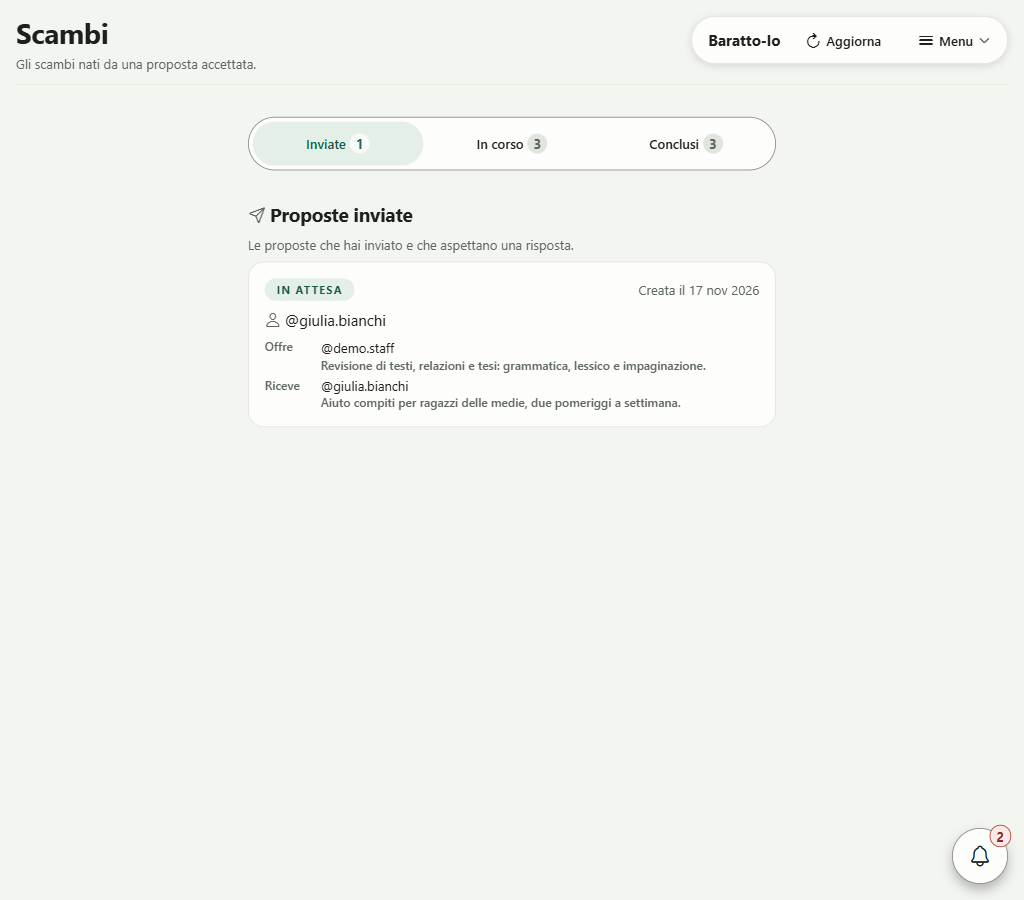 Scambi
Gli scambi nati da una proposta accettata.
Baratto-lo
Aggiorna
Menu
Inviate 1
In corso 3
Conclusi 3
Proposte inviate
Le proposte che hai inviato e che aspettano una risposta.
IN ATTESA
Creata il 17 nov 2026
@giulia.bianchi
Offre
@demo.staff
Revisione di testi, relazioni e tesi: grammatica, lessico e impaginazione.
Riceve
@giulia.bianchi
Aiuto compiti per ragazzi delle medie, due pomeriggi a settimana.
2